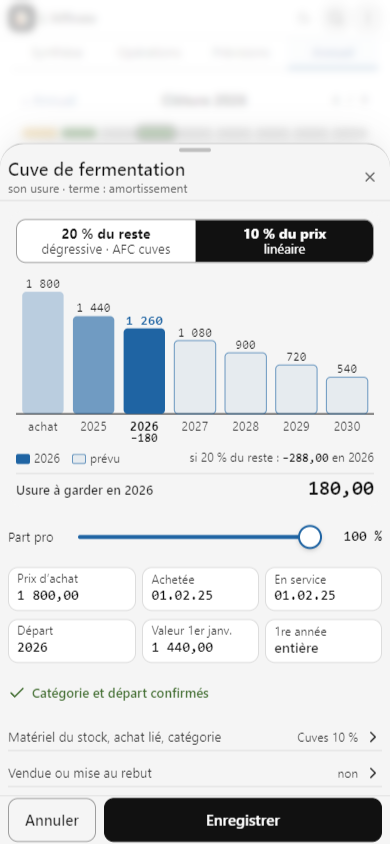 Cuve de fermentation
son usure · terme : amortissement
20 % du reste
dégressive · AFC cuves
10 % du prix
linéaire
1 800
1 440
1 260
1 080
900
720
540
achat
2025
2026
-180
2027
2028
2029
2030
2026
prévu
si 20 % du reste : -288,00 en 2026
Usure à garder en 2026
180,00
Part pro
100 %
Prix d'achat
1 800,00
Achetée
01.02.25
En service
01.02.25
Départ
2026
Valeur 1er janv.
1 440,00
1re année
entière
Catégorie et départ confirmés
Matériel du stock, achat lié, catégorie
Cuves 10 %
Vendue ou mise au rebut
non
Annuler
Enregistrer